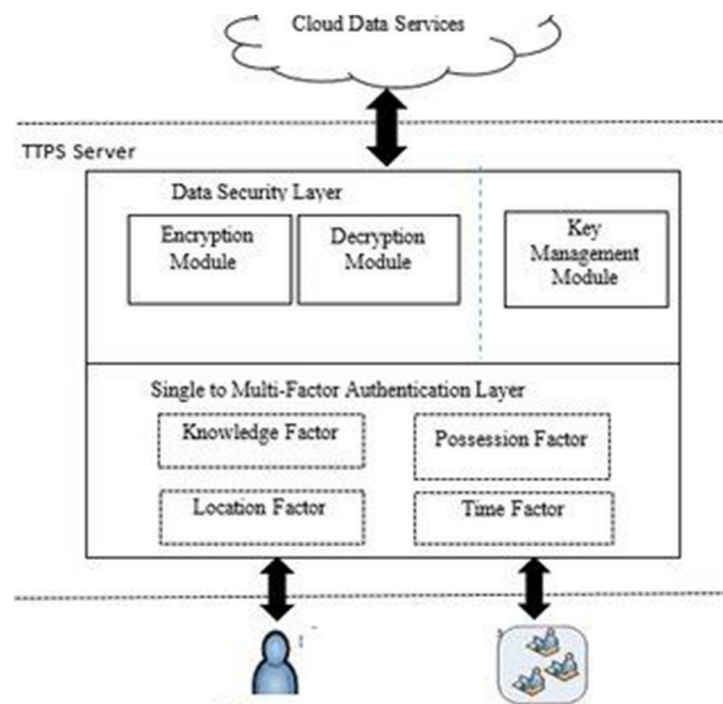 Cloud Data Services
TTPS Server
Data Security Layer
Encryption
Module
Decryption
Module
Key
Management
Module
Single to Multi-Factor Authentication Layer
Knowledge Factor
Possession Factor
Location Factor
Time Factor